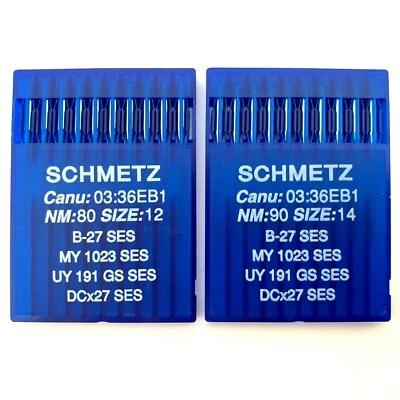 SCHMETZ
Canu: 03:36EB1
NM:80 SIZE:12
B-27 SES
MY 1023 SES
UY 191 GS SES
DCx27 SES
SCHMETZ
Canu: 03:36EB1
NM:90 SIZE:14
B-27 SES
MY 1023 SES
UY 191 GS SES
DCx27 SES